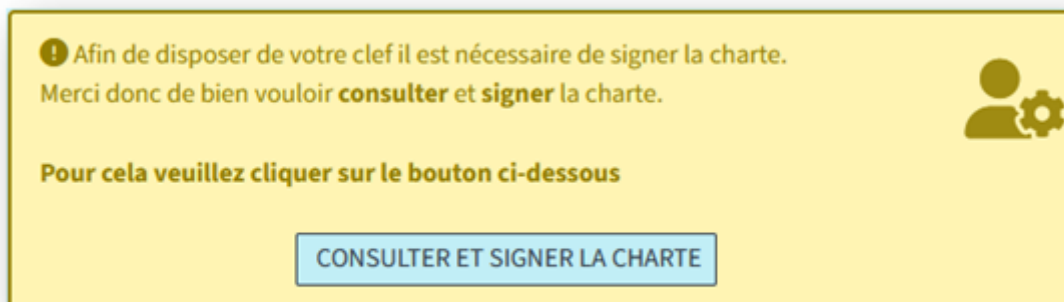 Afin de disposer de votre clef il est nécessaire de signer la charte.
Merci donc de bien vouloir consulter et signer la charte.
Pour cela veuillez cliquer sur le bouton ci-dessous
CONSULTER ET SIGNER LA CHARTE